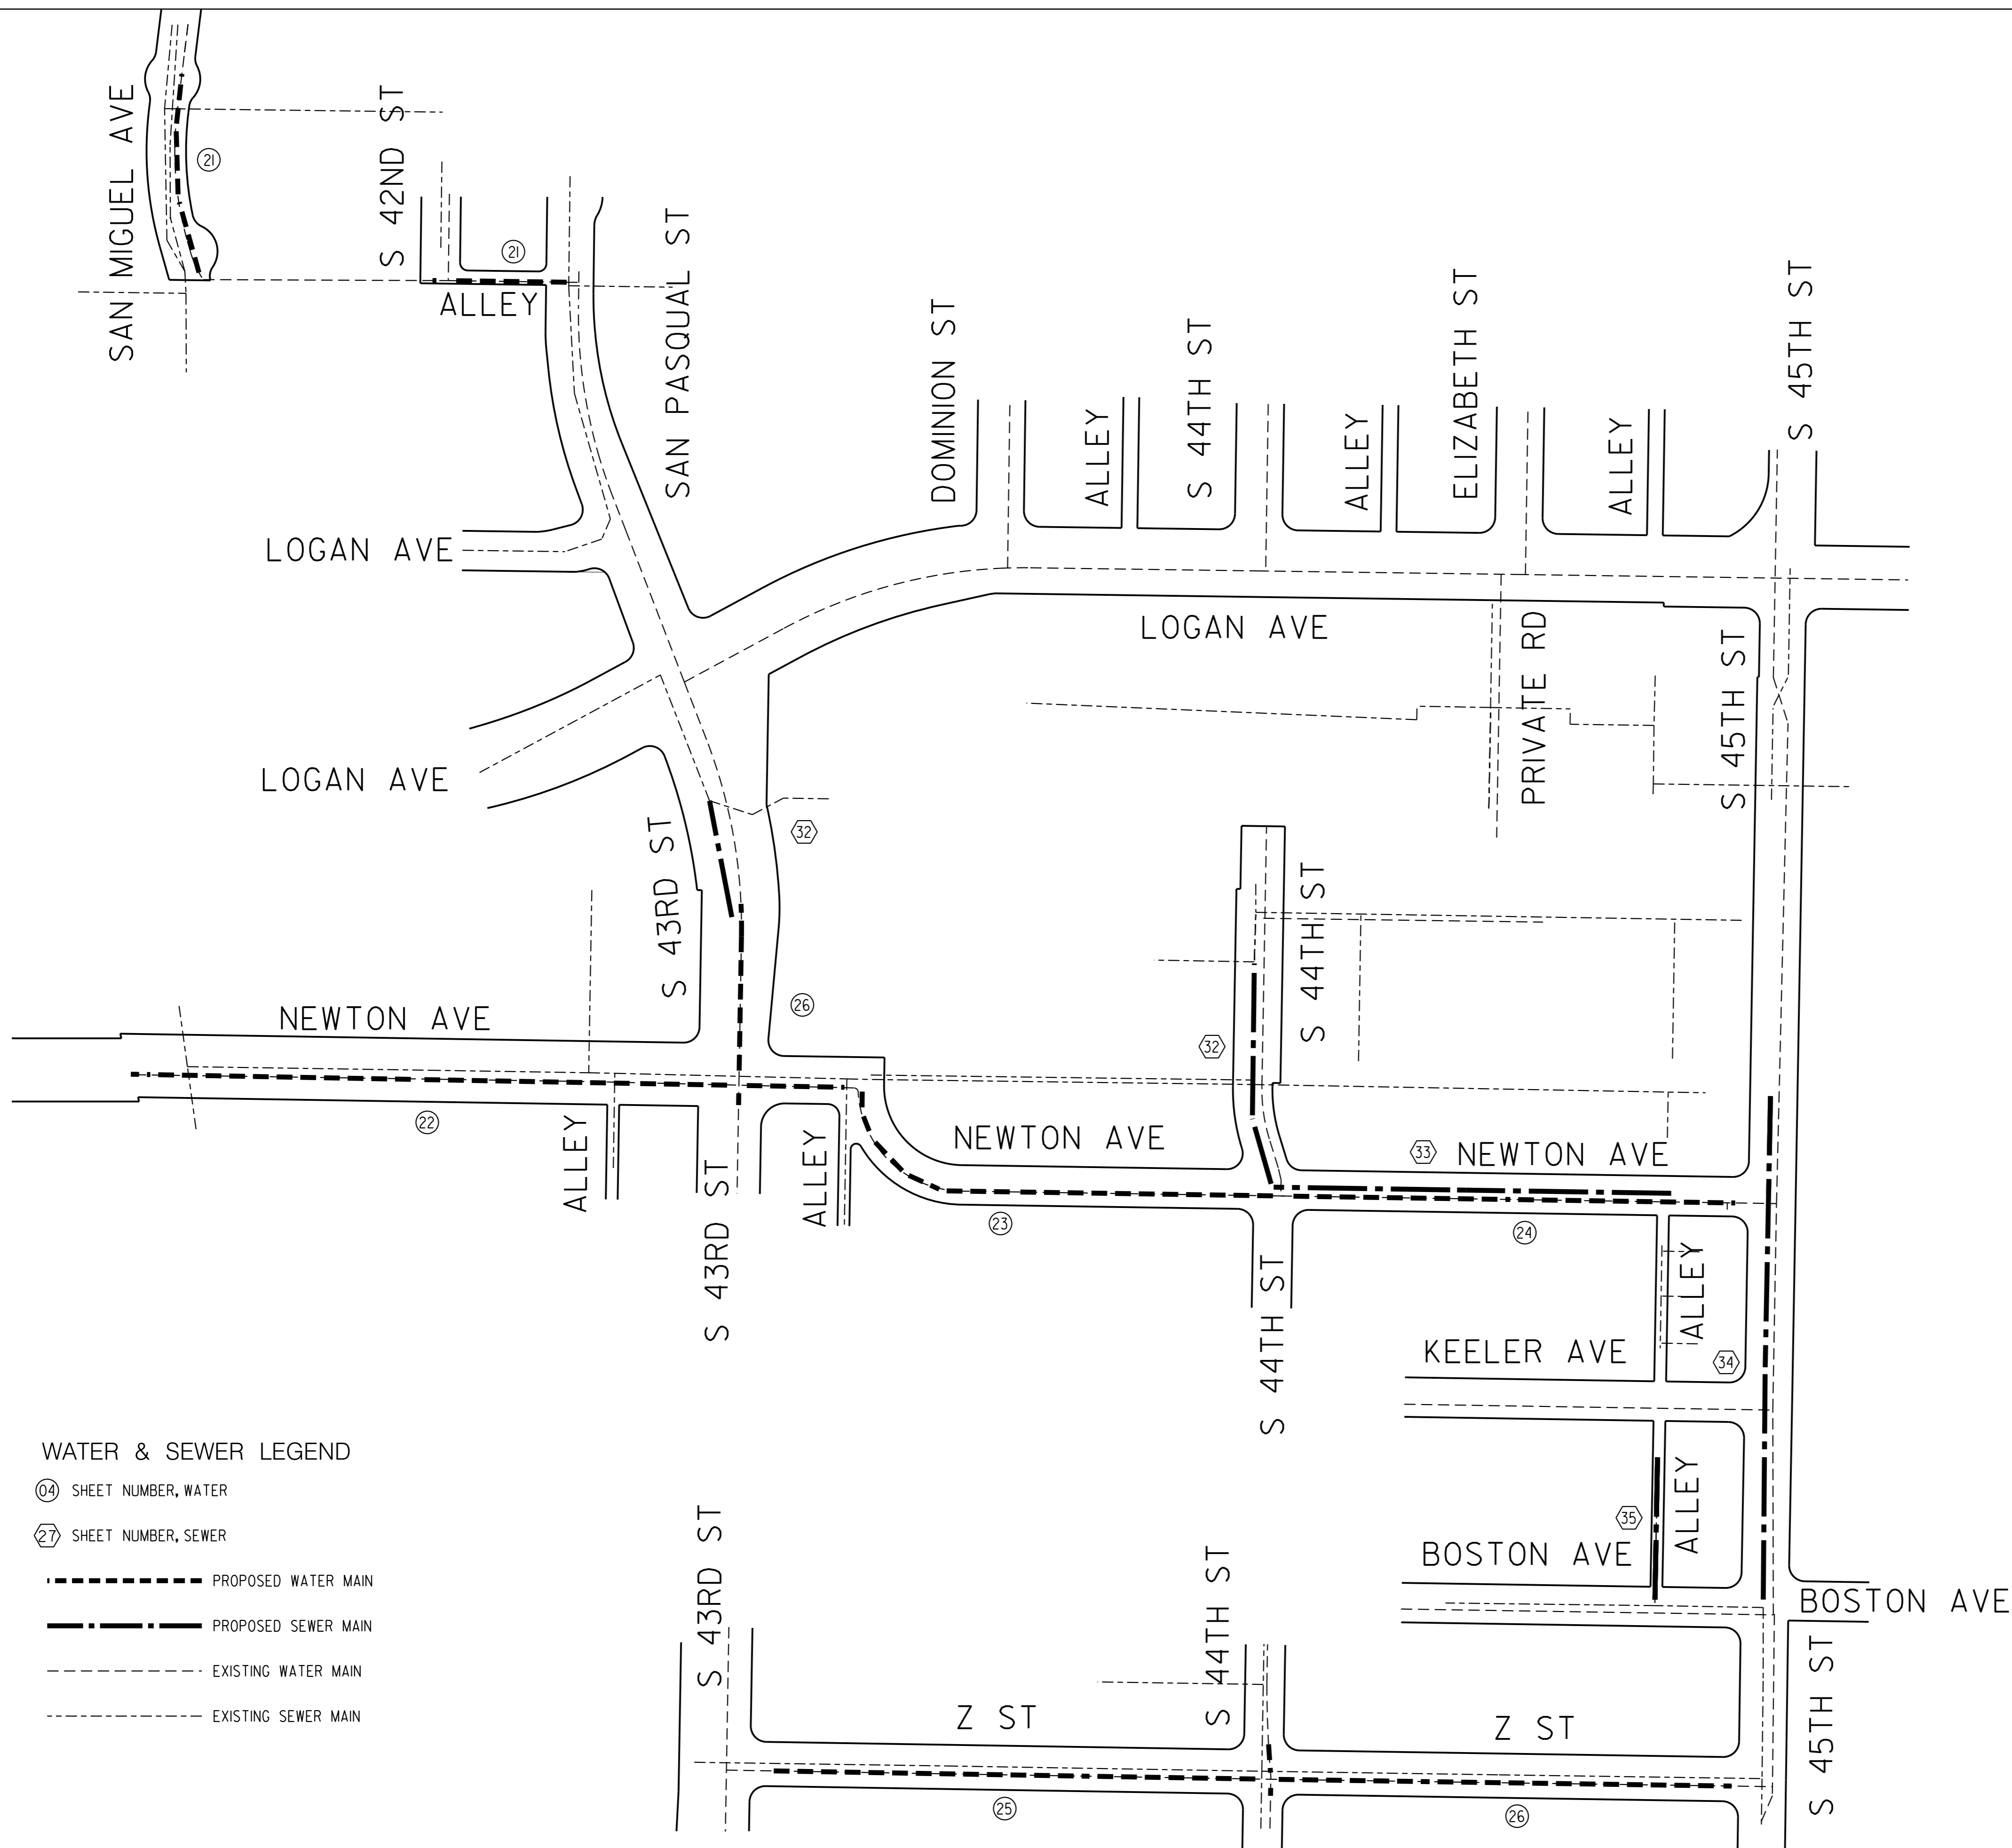 SAN MIGUEL AVE
21
S 42ND ST
21
ALLEY
SAN PASQUAL ST
DOMINION ST
ALLEY
S 44TH ST
ALLEY
ELIZABETH ST
ALLEY
S 45TH ST
LOGAN AVE
LOGAN AVE
PRIVATE RD
S 45TH ST
LOGAN AVE
32
S 43RD ST
S 44TH ST
NEWTON AVE
26
32
22
ALLEY
S 43RD ST
ALLEY
NEWTON AVE
33
NEWTON AVE
23
24
ALLEY
S 44TH ST
KEELER AVE
34
ALLEY
35
BOSTON AVE
BOSTON AVE
WATER & SEWER LEGEND
04 SHEET NUMBER, WATER
27 SHEET NUMBER, SEWER
PROPOSED WATER MAIN
PROPOSED SEWER MAIN
EXISTING WATER MAIN
EXISTING SEWER MAIN
S 43RD ST
S 44TH ST
S 45TH ST
Z ST
Z ST
25
26